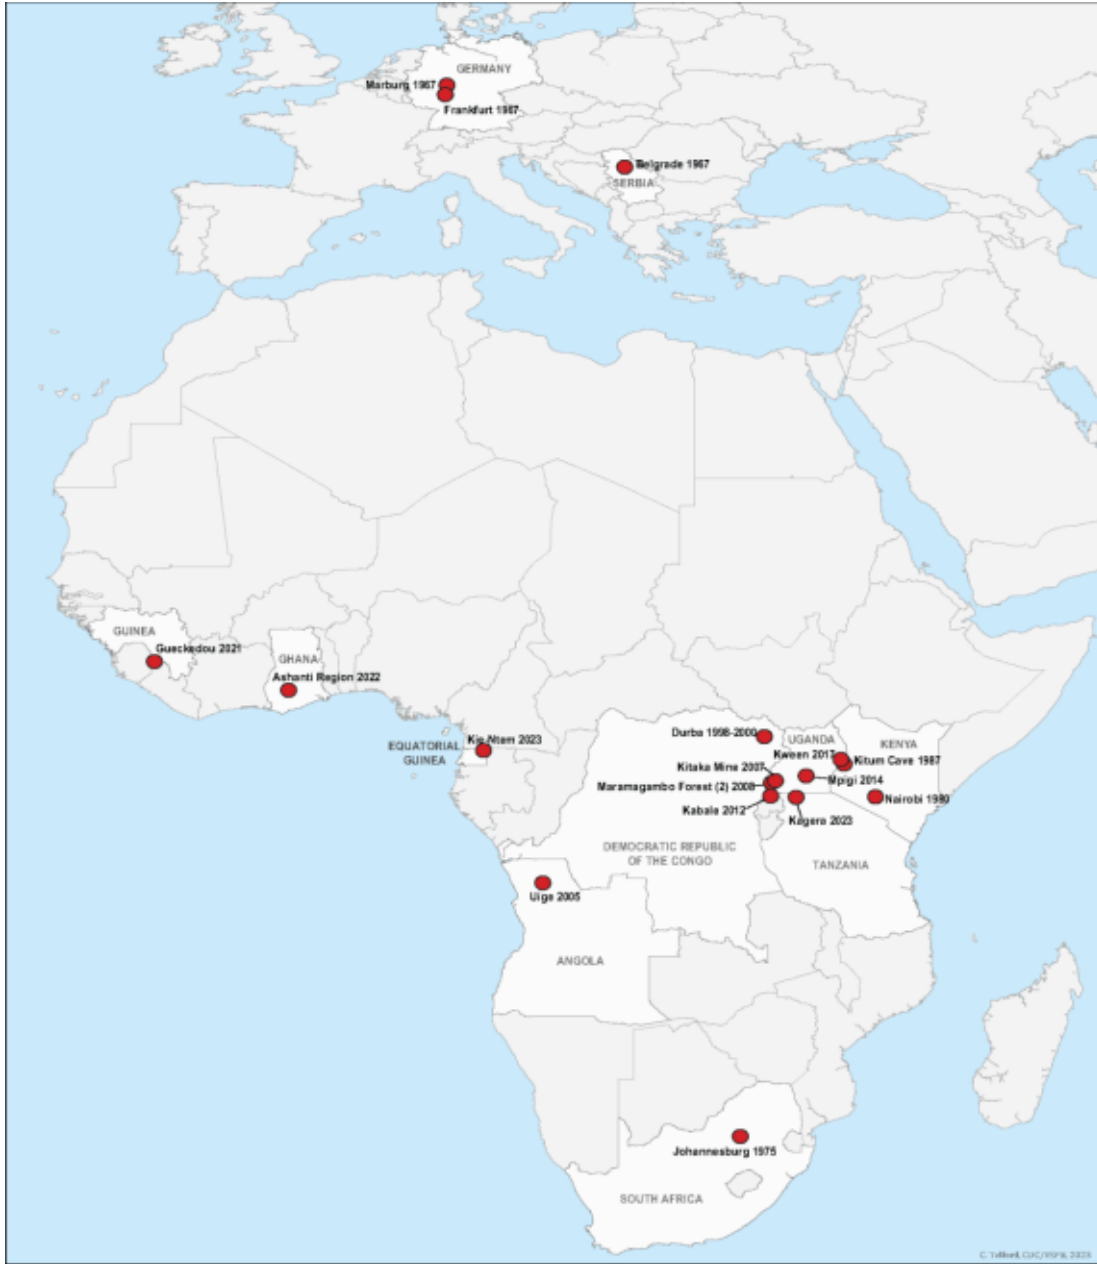 GERMANY
Marburg 1967
Frankfurt 1967
Belgrade 1967
SERBIA
GUINEA
Gueckedou 2021
GHANA
Ashanti Region 2022
EQUATORIAL
GUINEA
Kie-Ntem 2023
Durba 1998-2000
UGANDA
KENYA
Kween 2017
Kitum Cave 1987
Kitaka Mine 2007
Mpigi 2014
Maramagambo Forest (2) 2008
Nairobi 1980
Kabale 2012
Kagera 2023
DEMOCRATIC REPUBLIC
OF THE CONGO
TANZANIA
Uige 2005
ANGOLA
Johannesburg 1975
SOUTH AFRICA
2023